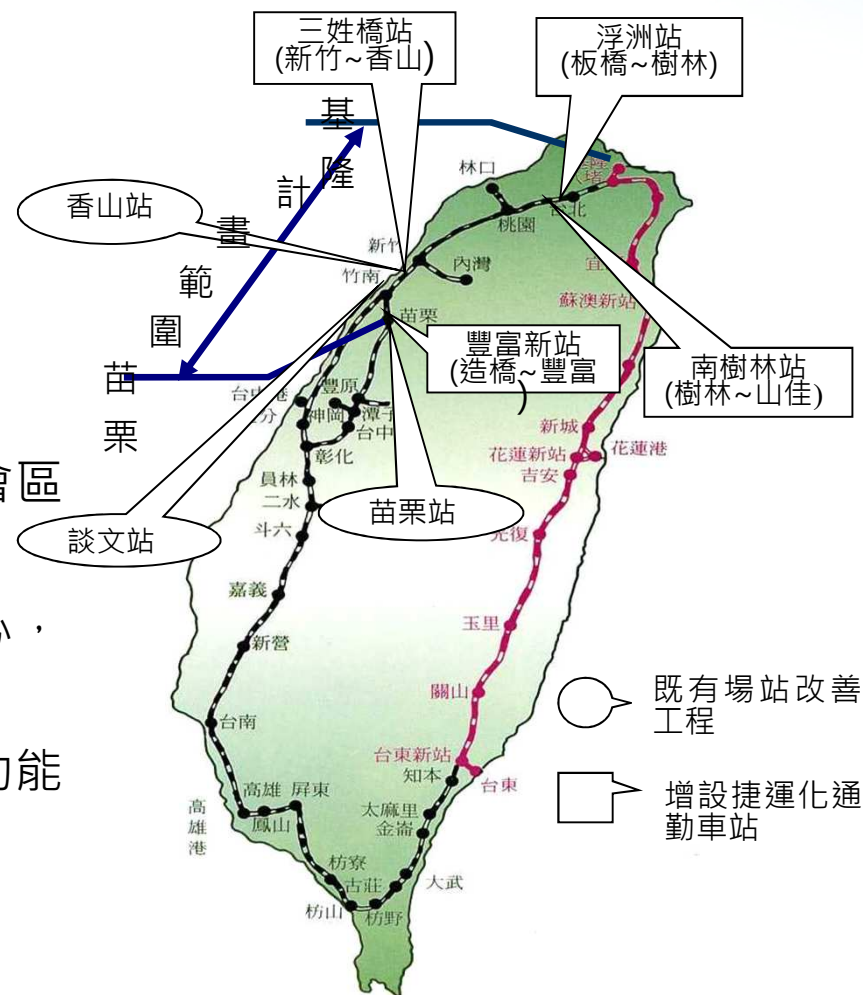 三姓橋站
(新竹~香山)
浮洲站
(板橋~樹林)
基隆
計畫範圍
苗栗
香山站
林口
桃園
台北
新竹
內灣
竹南
苗栗
宜
蘇澳新站
豐富新站
(造橋~豐富
)
南樹林站
(樹林~山佳)
台中港
豐原
神岡
潭子
台中
彰化
新城
花蓮新站
花蓮港
吉安
會區
員林
二水
談文站
苗栗站
斗六
光復
嘉義
心，
玉里
新營
關山
既有場站改善
工程
台南
功能
台東新站
知本
台東
高雄
屏東
鳳山
高雄港
太麻里
金崙
增設捷運化通
勤車站
枋寮
古莊
大武
枋山
枋野